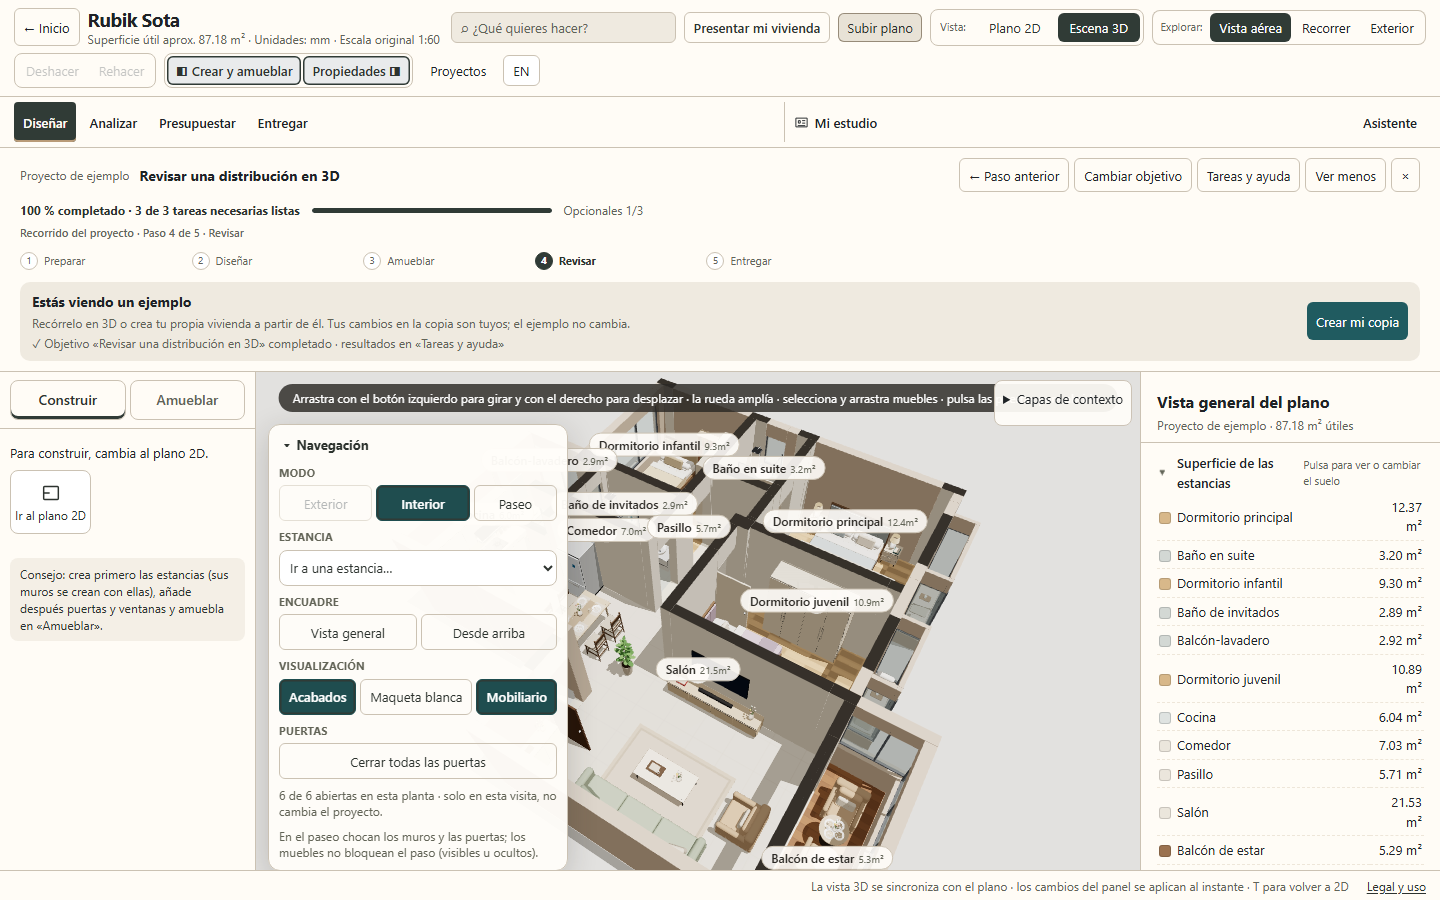 ← Inicio
Rubik Sota
Superficie útil aprox. 87.18 m² · Unidades: mm · Escala original 1:60
¿Qué quieres hacer?
Presentar mi vivienda
Subir plano
Vista:
Plano 2D
Escena 3D
Explorar:
Vista aérea
Recorrer
Exterior
Deshacer
Rehacer
Crear y amueblar
Propiedades
Proyectos
EN
Diseñar
Analizar
Presupuestar
Entregar
Mi estudio
Asistente
Proyecto de ejemplo
Revisar una distribución en 3D
← Paso anterior
Cambiar objetivo
Tareas y ayuda
Ver menos
×
100 % completado · 3 de 3 tareas necesarias listas
Opcionales 1/3
Recorrido del proyecto · Paso 4 de 5 · Revisar
1 Preparar
2 Diseñar
3 Amueblar
4 Revisar
5 Entregar
Estás viendo un ejemplo
Recórrelo en 3D o crea tu propia vivienda a partir de él. Tus cambios en la copia son tuyos; el ejemplo no cambia.
✓ Objetivo «Revisar una distribución en 3D» completado · resultados en «Tareas y ayuda»
Crear mi copia
Construir
Amueblar
Para construir, cambia al plano 2D.
Ir al plano 2D
Consejo: crea primero las estancias (sus
muros se crean con ellas), añade
después puertas y ventanas y amuebla
en «Amueblar».
Arrastra con el botón izquierdo para girar y con el derecho para desplazar · la rueda amplía · selecciona y arrastra muebles · pulsa las
▶ Capas de contexto
Navegación
MODO
Exterior
Interior
Paseo
ESTANCIA
Ir a una estancia...
ENCUADRE
Vista general
Desde arriba
VISUALIZACIÓN
Acabados
Maqueta blanca
Mobiliario
PUERTAS
Cerrar todas las puertas
6 de 6 abiertas en esta planta · solo en esta visita, no
cambia el proyecto.
En el paseo chocan los muros y las puertas; los
muebles no bloquean el paso (visibles u ocultos).
Dormitorio infantil 9.3m²
Balcón-lavadero 2.9m²
Baño en suite 3.2m²
año de invitados 2.9m²
Comedor 7.0m²
Pasillo 5.7m²
Dormitorio principal 12.4m²
Dormitorio juvenil 10.9m²
Salón 21.5m²
Balcón de estar 5.3m²
Vista general del plano
Proyecto de ejemplo · 87.18 m² útiles
Superficie de las
estancias
Pulsa para ver o cambiar
el suelo
Dormitorio principal 12.37
m²
Baño en suite 3.20 m²
Dormitorio infantil 9.30 m²
Baño de invitados 2.89 m²
Balcón-lavadero 2.92 m²
Dormitorio juvenil 10.89
m²
Cocina 6.04 m²
Comedor 7.03 m²
Pasillo 5.71 m²
Salón 21.53
m²
Balcón de estar 5.29 m²
La vista 3D se sincroniza con el plano · los cambios del panel se aplican al instante · T para volver a 2D
Legal y uso